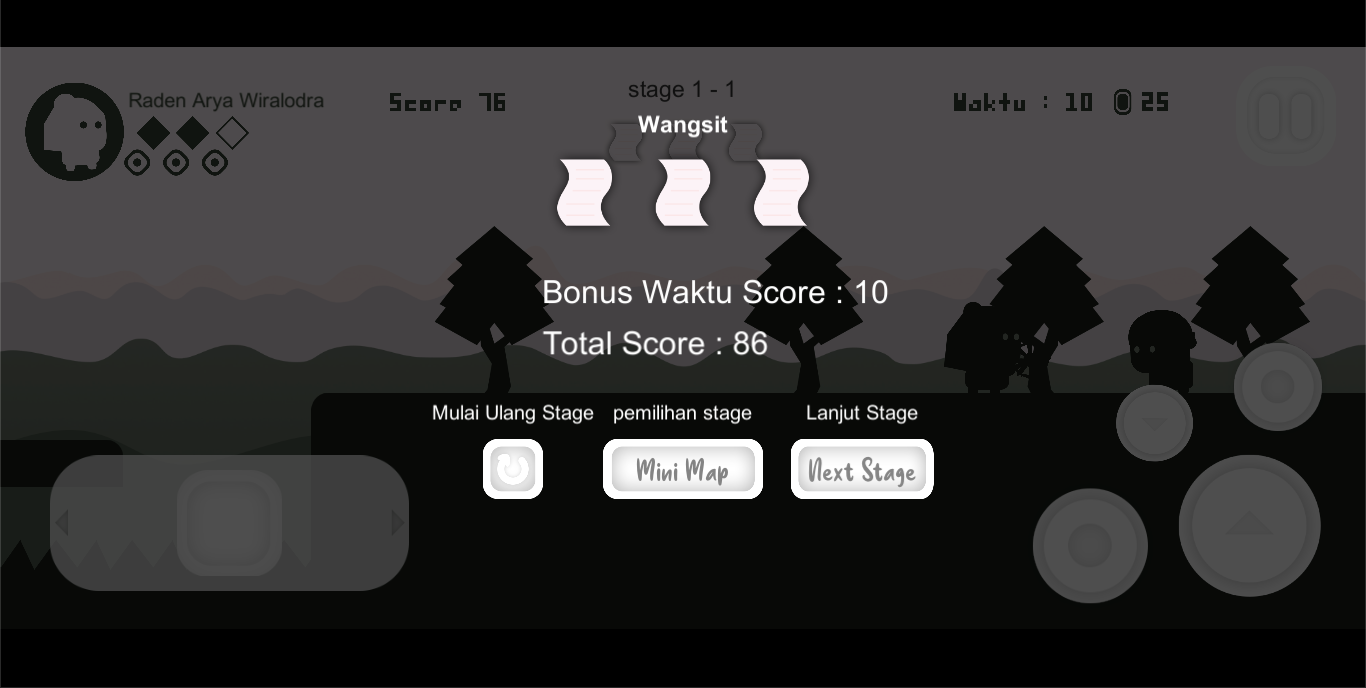 stage 1 - 1
Raden Arya Wiralodra
Score 76
Waktu : 10 25
Wangsit
Bonus Waktu Score : 10
Total Score : 86
Mulai Ulang Stage
pemilihan stage
Lanjut Stage
Mini Map
Next Stage